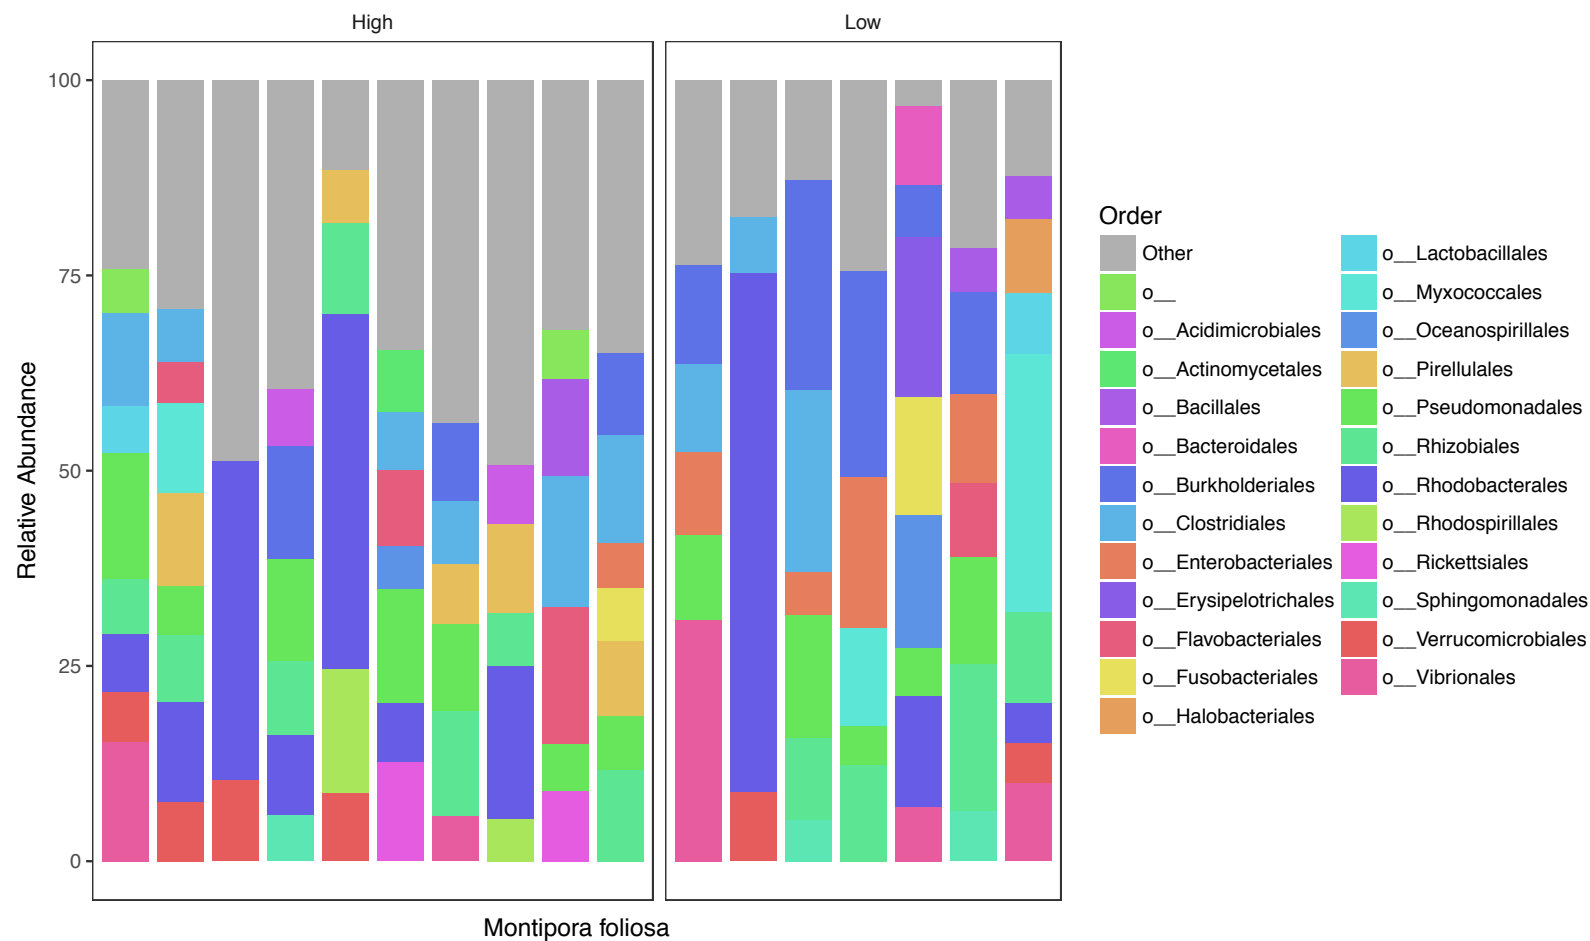 High
Low
100
75
50
25
0
Relative Abundance
Montipora foliosa
Order
Other
o__
o__Acidimicrobiales
o__Actinomycetales
o__Bacillales
o__Bacteroidales
o__Burkholderiales
o__Clostridiales
o__Enterobacteriales
o__Erysipelotrichales
o__Flavobacteriales
o__Fusobacteriales
o__Halobacteriales
o__Lactobacillales
o__Myxococcales
o__Oceanospirillales
o__Pirellulales
o__Pseudomonadales
o__Rhizobiales
o__Rhodobacterales
o__Rhodospirillales
o__Rickettsiales
o__Sphingomonadales
o__Verrucomicrobiales
o__Vibrionales